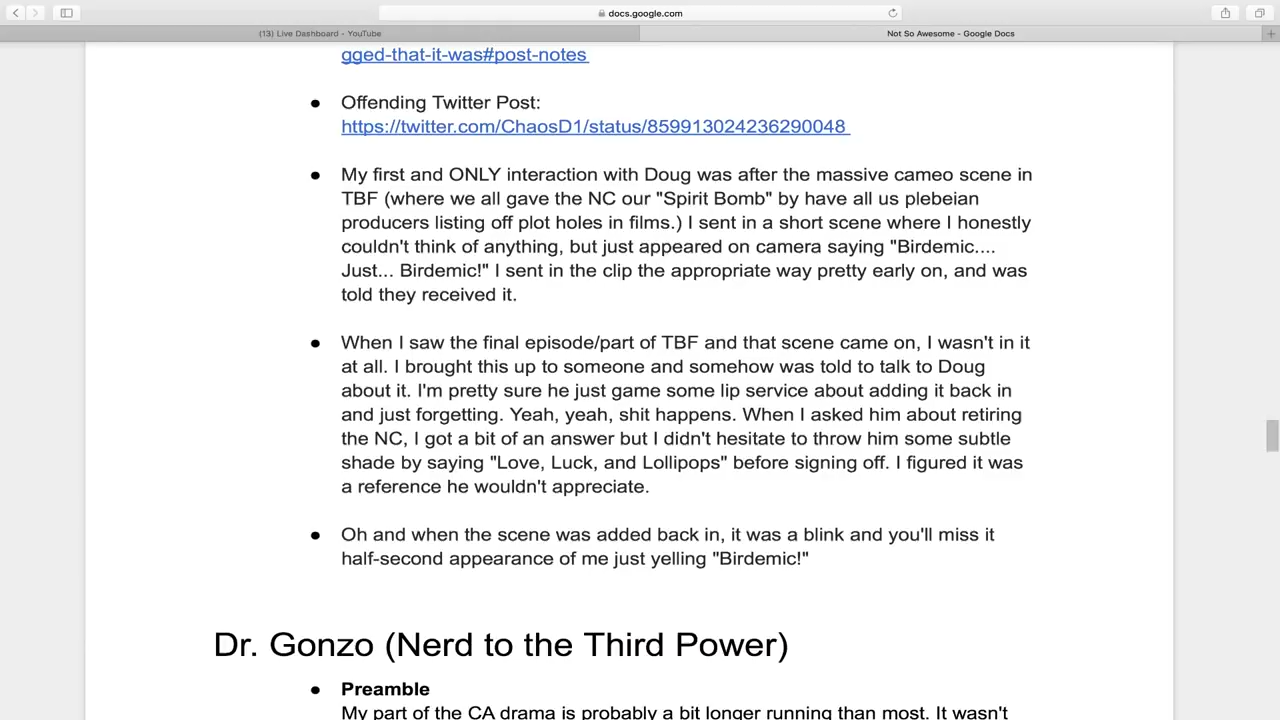 docs.google.com
(13) Live Dashboard - YouTube
Not So Awesome - Google Docs
gged-that-it-was#post-notes
● Offending Twitter Post:
https://twitter.com/ChaosD1/status/859913024236290048
● My first and ONLY interaction with Doug was after the massive cameo scene in
TBF (where we all gave the NC our "Spirit Bomb" by have all us plebeian
producers listing off plot holes in films.) I sent in a short scene where I honestly
couldn't think of anything, but just appeared on camera saying "Birdemic....
Just... Birdemic!" I sent in the clip the appropriate way pretty early on, and was
told they received it.
● When I saw the final episode/part of TBF and that scene came on, I wasn't in it
at all. I brought this up to someone and somehow was told to talk to Doug
about it. I'm pretty sure he just game some lip service about adding it back in
and just forgetting. Yeah, yeah, shit happens. When I asked him about retiring
the NC, I got a bit of an answer but I didn't hesitate to throw him some subtle
shade by saying "Love, Luck, and Lollipops" before signing off. I figured it was
a reference he wouldn't appreciate.
● Oh and when the scene was added back in, it was a blink and you'll miss it
half-second appearance of me just yelling "Birdemic!"
Dr. Gonzo (Nerd to the Third Power)
● Preamble
My part of the CA drama is probably a bit longer running than most. It wasn't